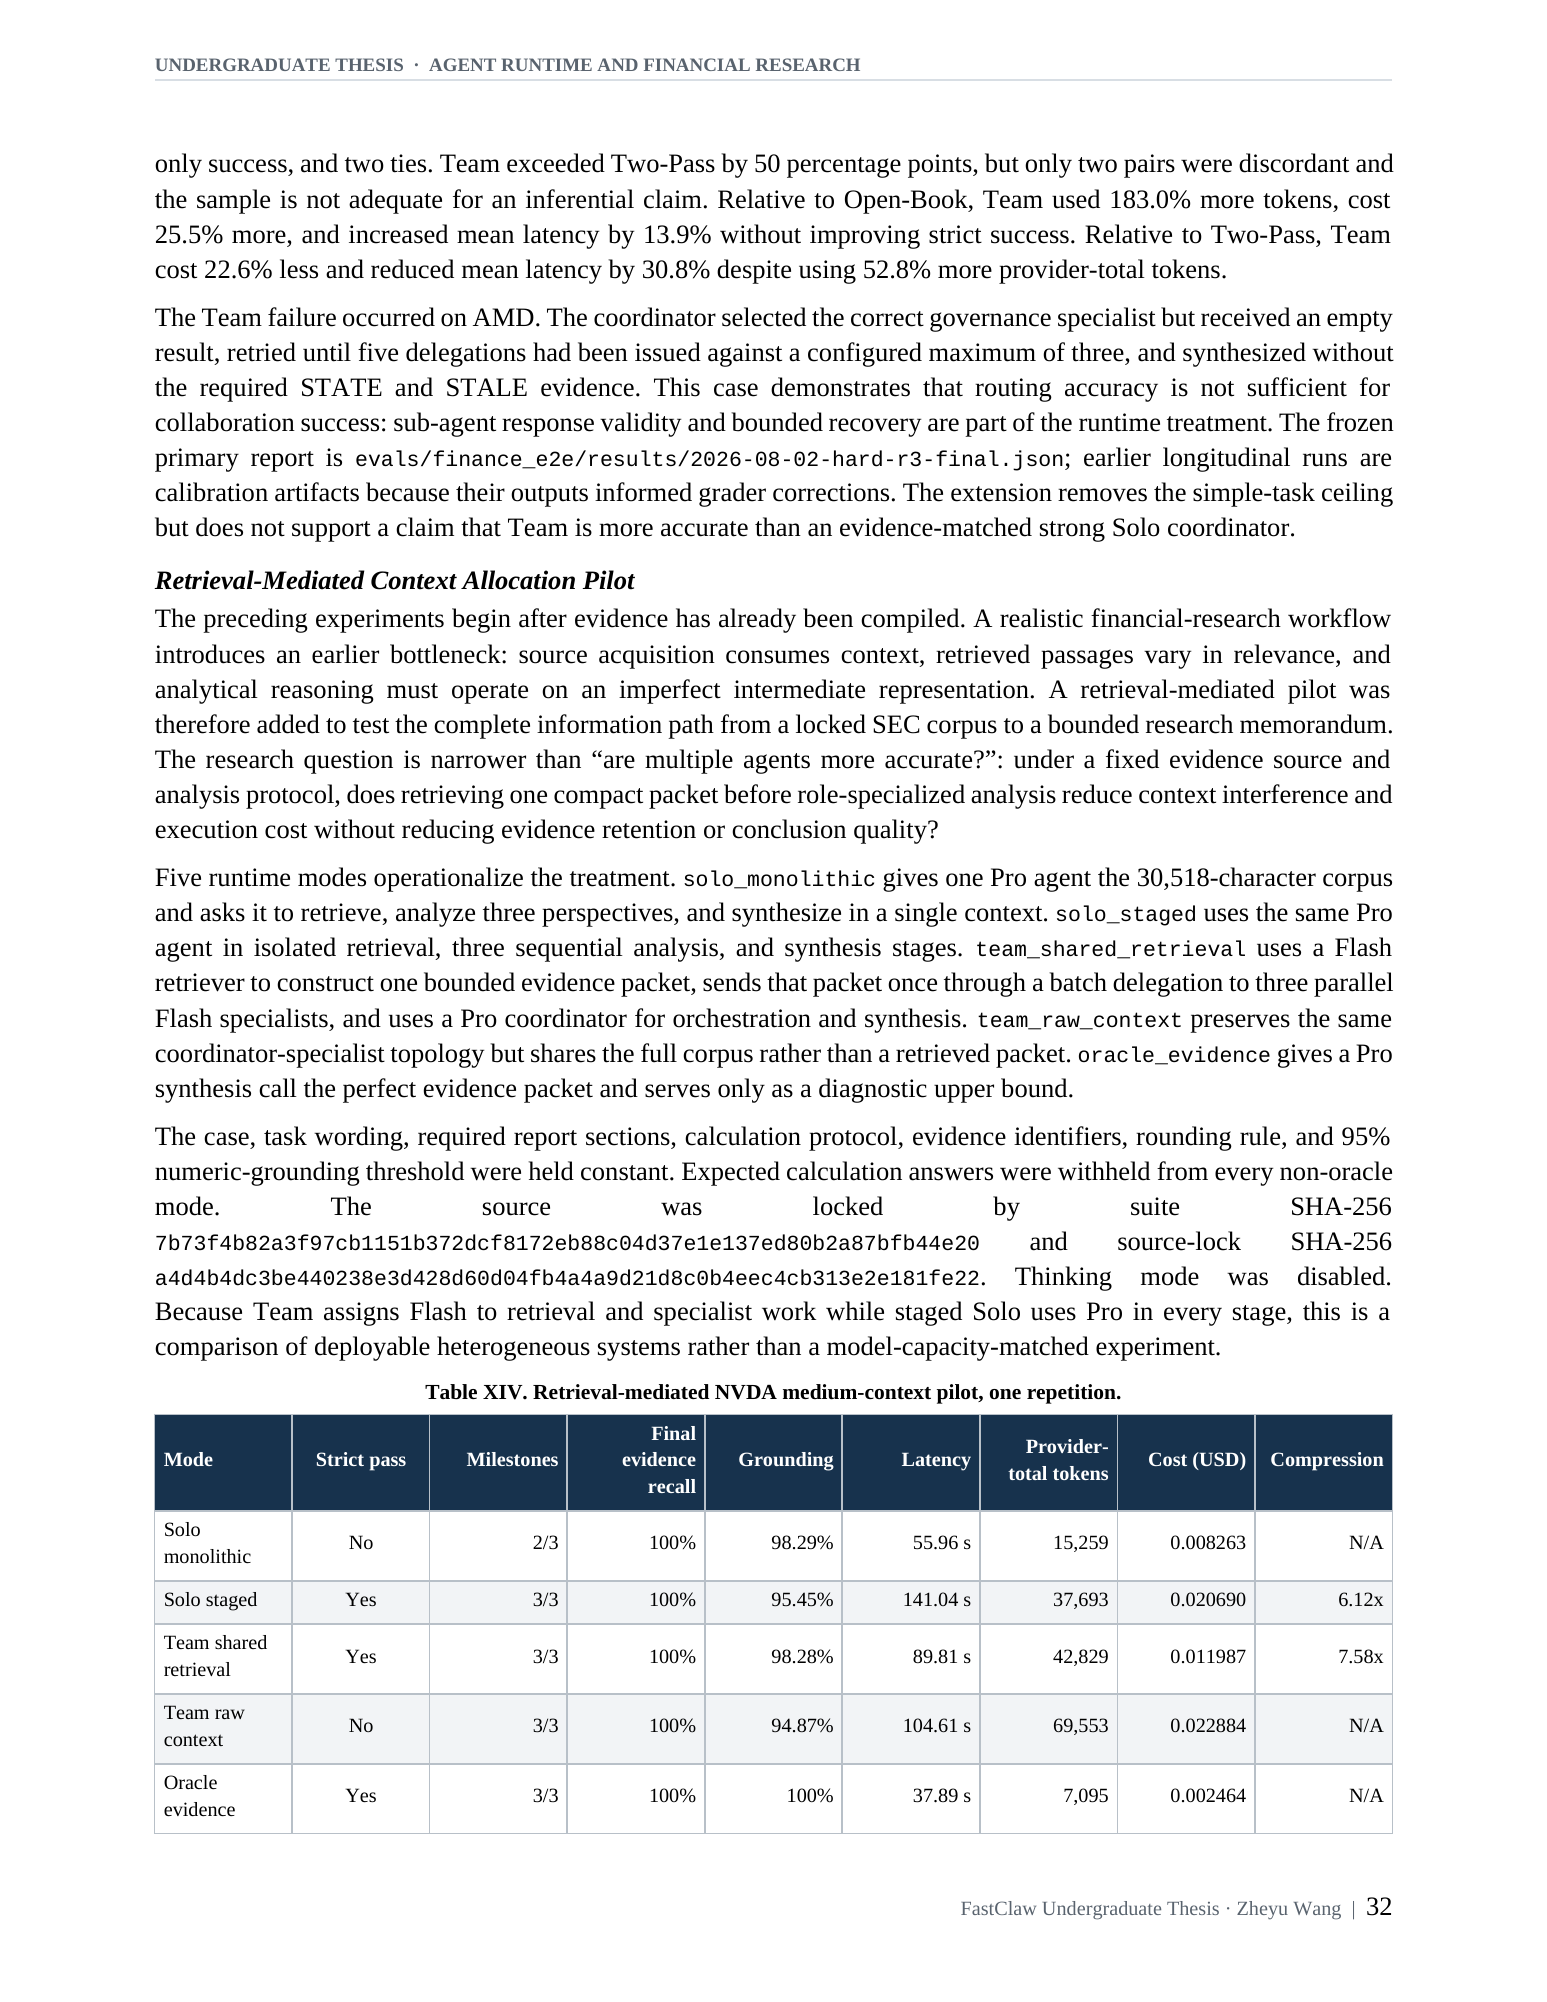 UNDERGRADUATE THESIS · AGENT RUNTIME AND FINANCIAL RESEARCH
only success, and two ties. Team exceeded Two-Pass by 50 percentage points, but only two pairs were discordant and
the sample is not adequate for an inferential claim. Relative to Open-Book, Team used 183.0% more tokens, cost
25.5% more, and increased mean latency by 13.9% without improving strict success. Relative to Two-Pass, Team
cost 22.6% less and reduced mean latency by 30.8% despite using 52.8% more provider-total tokens.
The Team failure occurred on AMD. The coordinator selected the correct governance specialist but received an empty
result, retried until five delegations had been issued against a configured maximum of three, and synthesized without
the required STATE and STALE evidence. This case demonstrates that routing accuracy is not sufficient for
collaboration success: sub-agent response validity and bounded recovery are part of the runtime treatment. The frozen
primary report is evals/finance_e2e/results/2026-08-02-hard-r3-final.json; earlier longitudinal runs are
calibration artifacts because their outputs informed grader corrections. The extension removes the simple-task ceiling
but does not support a claim that Team is more accurate than an evidence-matched strong Solo coordinator.
Retrieval-Mediated Context Allocation Pilot
The preceding experiments begin after evidence has already been compiled. A realistic financial-research workflow
introduces an earlier bottleneck: source acquisition consumes context, retrieved passages vary in relevance, and
analytical reasoning must operate on an imperfect intermediate representation. A retrieval-mediated pilot was
therefore added to test the complete information path from a locked SEC corpus to a bounded research memorandum.
The research question is narrower than “are multiple agents more accurate?”: under a fixed evidence source and
analysis protocol, does retrieving one compact packet before role-specialized analysis reduce context interference and
execution cost without reducing evidence retention or conclusion quality?
Five runtime modes operationalize the treatment. solo_monolithic gives one Pro agent the 30,518-character corpus
and asks it to retrieve, analyze three perspectives, and synthesize in a single context. solo_staged uses the same Pro
agent in isolated retrieval, three sequential analysis, and synthesis stages. team_shared_retrieval uses a Flash
retriever to construct one bounded evidence packet, sends that packet once through a batch delegation to three parallel
Flash specialists, and uses a Pro coordinator for orchestration and synthesis. team_raw_context preserves the same
coordinator-specialist topology but shares the full corpus rather than a retrieved packet. oracle_evidence gives a Pro
synthesis call the perfect evidence packet and serves only as a diagnostic upper bound.
The case, task wording, required report sections, calculation protocol, evidence identifiers, rounding rule, and 95%
numeric-grounding threshold were held constant. Expected calculation answers were withheld from every non-oracle
mode. The source was locked by suite SHA-256
7b73f4b82a3f97cb1151b372dcf8172eb88c04d37e1e137ed80b2a87bfb44e20 and source-lock SHA-256
a4d4b4dc3be440238e3d428d60d04fb4a4a9d21d8c0b4eec4cb313e2e181fe22. Thinking mode was disabled.
Because Team assigns Flash to retrieval and specialist work while staged Solo uses Pro in every stage, this is a
comparison of deployable heterogeneous systems rather than a model-capacity-matched experiment.
Table XIV. Retrieval-mediated NVDA medium-context pilot, one repetition.
Mode Strict pass Milestones Final evidence recall Grounding Latency Provider-total tokens Cost (USD) Compression
Solo monolithic No 2/3 100% 98.29% 55.96 s 15,259 0.008263 N/A
Solo staged Yes 3/3 100% 95.45% 141.04 s 37,693 0.020690 6.12x
Team shared retrieval Yes 3/3 100% 98.28% 89.81 s 42,829 0.011987 7.58x
Team raw context No 3/3 100% 94.87% 104.61 s 69,553 0.022884 N/A
Oracle evidence Yes 3/3 100% 100% 37.89 s 7,095 0.002464 N/A
FastClaw Undergraduate Thesis · Zheyu Wang | 32